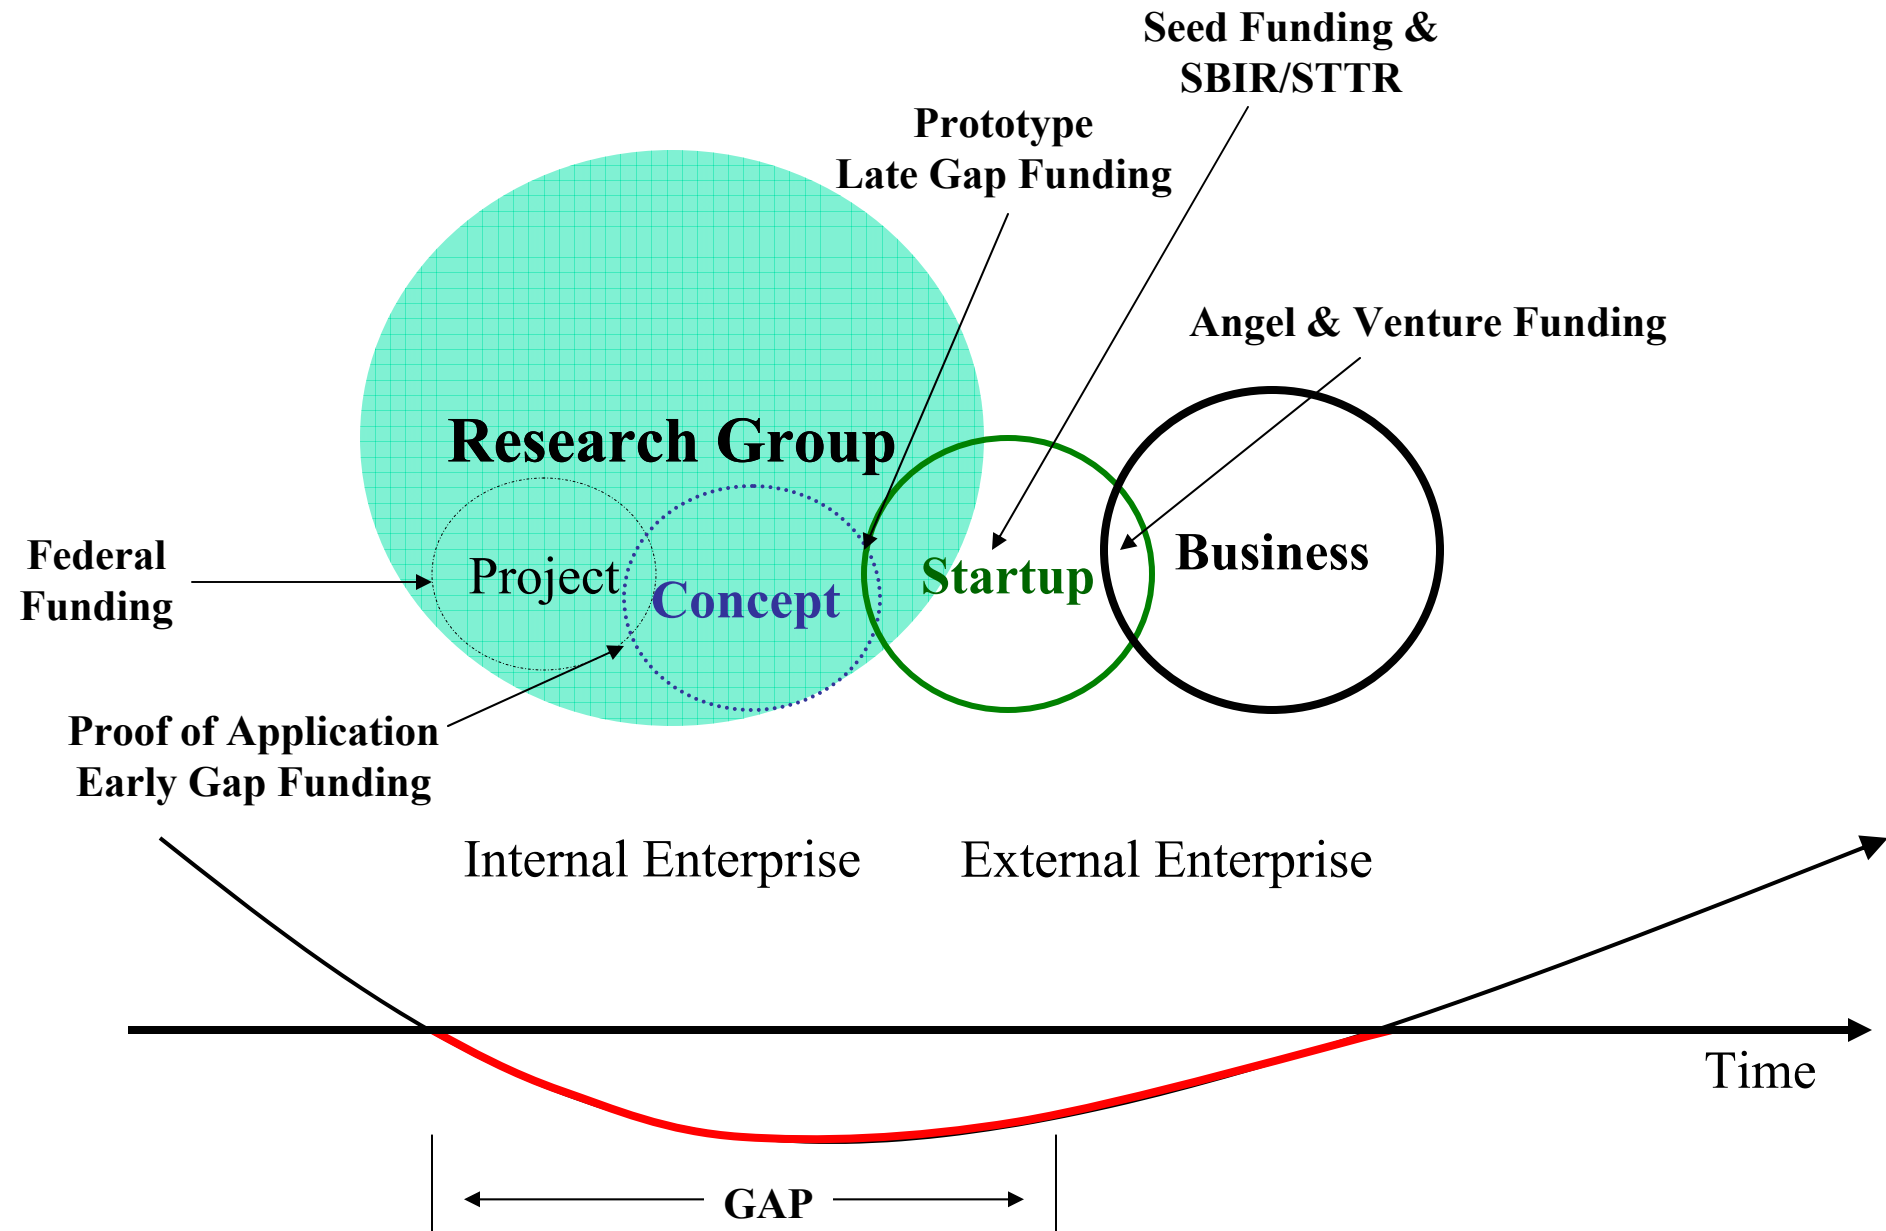 Seed Funding &
SBIR/STTR
Prototype
Late Gap Funding
Angel & Venture Funding
Research Group
Federal
Funding
Project
Concept
Startup
Business
Proof of Application
Early Gap Funding
Internal Enterprise
External Enterprise
Time
GAP